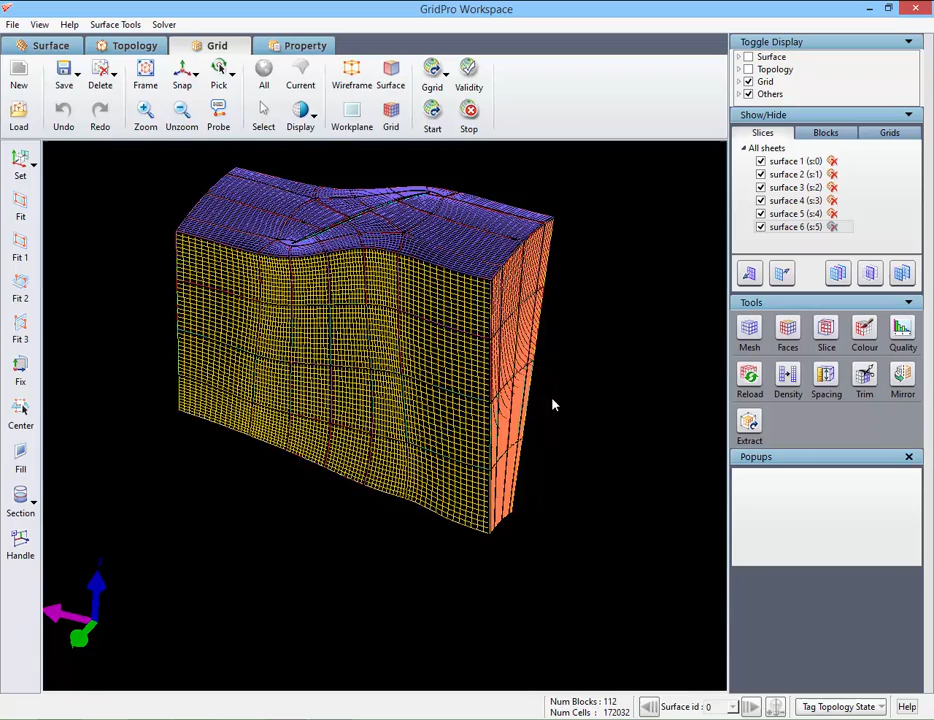 GridPro Workspace
File View Help Surface Tools Solver
Surface Topology Grid Property
New Save Delete Frame Snap Pick All Current Wireframe Surface Ggrid Validity
Load Undo Redo Zoom Unzoom Probe Select Display Workplane Grid Start Stop
Set
Fit
Fit 1
Fit 2
Fit 3
Fix
Center
Fill
Section
Handle
Toggle Display
Surface
Topology
Grid
Others
Show/Hide
Slices Blocks Grids
All sheets
surface 1 (s:0)
surface 2 (s:1)
surface 3 (s:2)
surface 4 (s:3)
surface 5 (s:4)
surface 6 (s:5)
Tools
Mesh Faces Slice Colour Quality
Reload Density Spacing Trim Mirror
Extract
Popups
Num Blocks : 112
Num Cells : 172032
Surface id : 0
Tag Topology State
Help